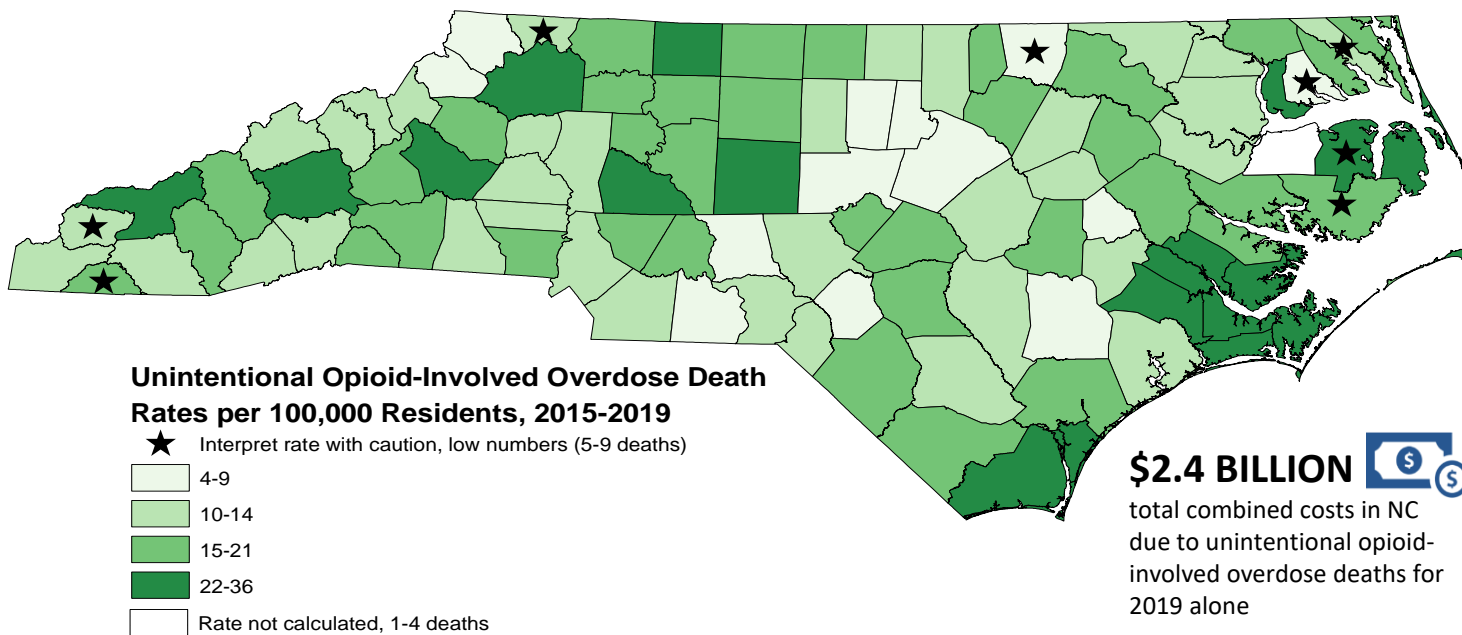 Unintentional Opioid-Involved Overdose Death
Rates per 100,000 Residents, 2015-2019
Interpret rate with caution, low numbers (5-9 deaths)
4-9
10-14
15-21
22-36
Rate not calculated, 1-4 deaths
$2.4 BILLION
$
$
total combined costs in NC
due to unintentional opioid-
involved overdose deaths for
2019 alone